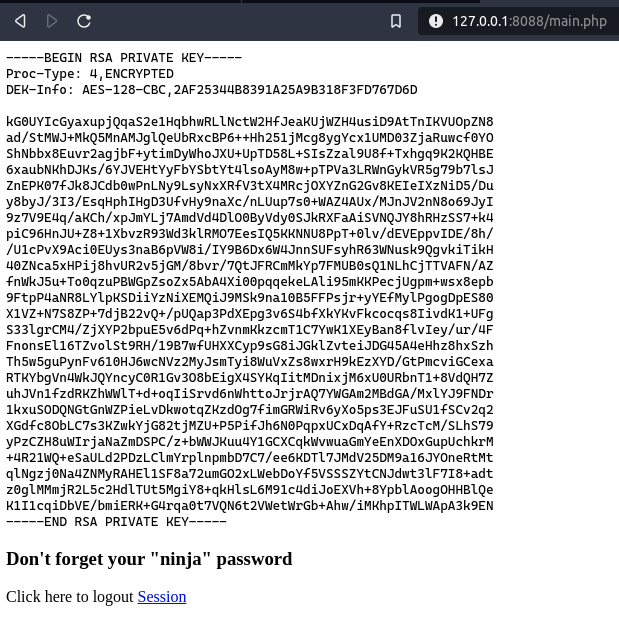 127.0.0.1:8088/main.php
-----BEGIN RSA PRIVATE KEY-----
Proc-Type: 4,ENCRYPTED
DEK-Info: AES-128-CBC,2AF25344B8391A25A9B318F3FD767D6D
kG0UYIcGyaxupjQqaS2e1HqbhwRLlNctW2HfJeaKUjWZH4usiD9AtTnIKVUOpZN8
ad/StMWJ+MkQ5MnAMJglQeUbRxcBP6++Hh251jMcg8ygYcx1UMD03ZjaRuwcf0YO
ShNbbx8Euvr2agjbF+ytimDyWhoJXU+UpTD58L+SIsZzal9U8f+Txhgq9K2KQHBE
6xaubNKhDJKs/6YJVEHtYyFbYSbtYt4lsoAyM8w+pTPVa3LRWnGykVR5g79b7lsJ
ZnEPK07fJk8JCdb0wPnLNy9LsyNxXRfV3tX4MRcjOXYZnG2Gv8KEIeIXzNiD5/Du
y8byJ/3I3/EsqHphIHgD3UfvHy9naXc/nLUup7s0+WAZ4AUx/MJnJV2nN8o69JyI
9z7V9E4q/aKCh/xpJmYLj7AmdVd4DlO0ByVdy0SJkRXFaAiSVNQJY8hRHzSS7+k4
piC96HnJU+Z8+1XbvzR93Wd3klRMO7EesIQ5KKNNU8PpT+0lv/dEVEppvIDE/8h/
/U1cPvX9Aci0EUys3naB6pVW8i/IY9B6Dx6W4JnnSUFsyhR63WNusk9QgvkiTikH
40ZNca5xHPij8hvUR2v5jGM/8bvr/7QtJFRCmMkYp7FMUB0sQ1NLhCjTTVAFN/AZ
fnWkJ5u+To0qzuPBWGpZsoZx5AbA4Xi00pqqekeLAli95mKKPecjUgpm+wsx8epb
9FtpP4aNR8LYlpKSDiiYzNiXEMQiJ9MSk9na10B5FFPsjr+yYEfMylPgogDpES80
X1VZ+N7S8ZP+7djB22vQ+/pUQap3PdXEpg3v6S4bfXkYKvFkcocqs8IivdK1+UFg
S33lgrCM4/ZjXYP2bpuE5v6dPq+hZvnmKkzcmT1C7YwK1XEyBan8flvIey/ur/4F
FnonsEl16TZvolSt9RH/19B7wfUHXXCyp9sG8iJGklZvteiJDG45A4eHhz8hxSzh
Th5w5guPynFv610HJ6wcNVz2MyJsmTyi8WuVxZs8wxrH9kEzXYD/GtPmcviGCexa
RTKYbgVn4WkJQYncyC0R1Gv3O8bEigX4SYKqIitMDnixjM6xU0URbnT1+8VdQH7Z
uhJVn1fzdRKZhWWlT+d+oqIiSrvd6nWhttoJrjrAQ7YWGAm2MBdGA/MxlYJ9FNDr
1kxuSODQNGtGnWZPieLvDkwotqZKzdOg7fimGRWiRv6yXo5ps3EJFuSU1fSCv2q2
XGdfc8ObLC7s3KZwkYjG82tjMZU+P5PifJh6N0PqpxUCxDqAfY+RzcTcM/SLhS79
yPzCZH8uWIrjaNaZmDSPC/z+bWWJKuu4Y1GCXCqkWvwuaGmYeEnXDOxGupUchkrM
+4R21WQ+eSaULd2PDzLClmYrplnpmbD7C7/ee6KDTl7JMdV25DM9a16JYOneRtMt
qlNgzj0Na4ZNMyRAHEl1SF8a72umGO2xLWebDoYf5VSSSZYtCNJdwt3lF7I8+adt
z0glMMmjR2L5c2HdlTUt5MgiY8+qkHlsL6M91c4diJoEXVh+8YpblAoogOHHBlQe
K1I1cqiDbVE/bmiERK+G4rqa0t7VQN6t2VWetWrGb+Ahw/iMKhpITWLWApA3k9EN
-----END RSA PRIVATE KEY-----
Don't forget your "ninja" password
Click here to logout Session